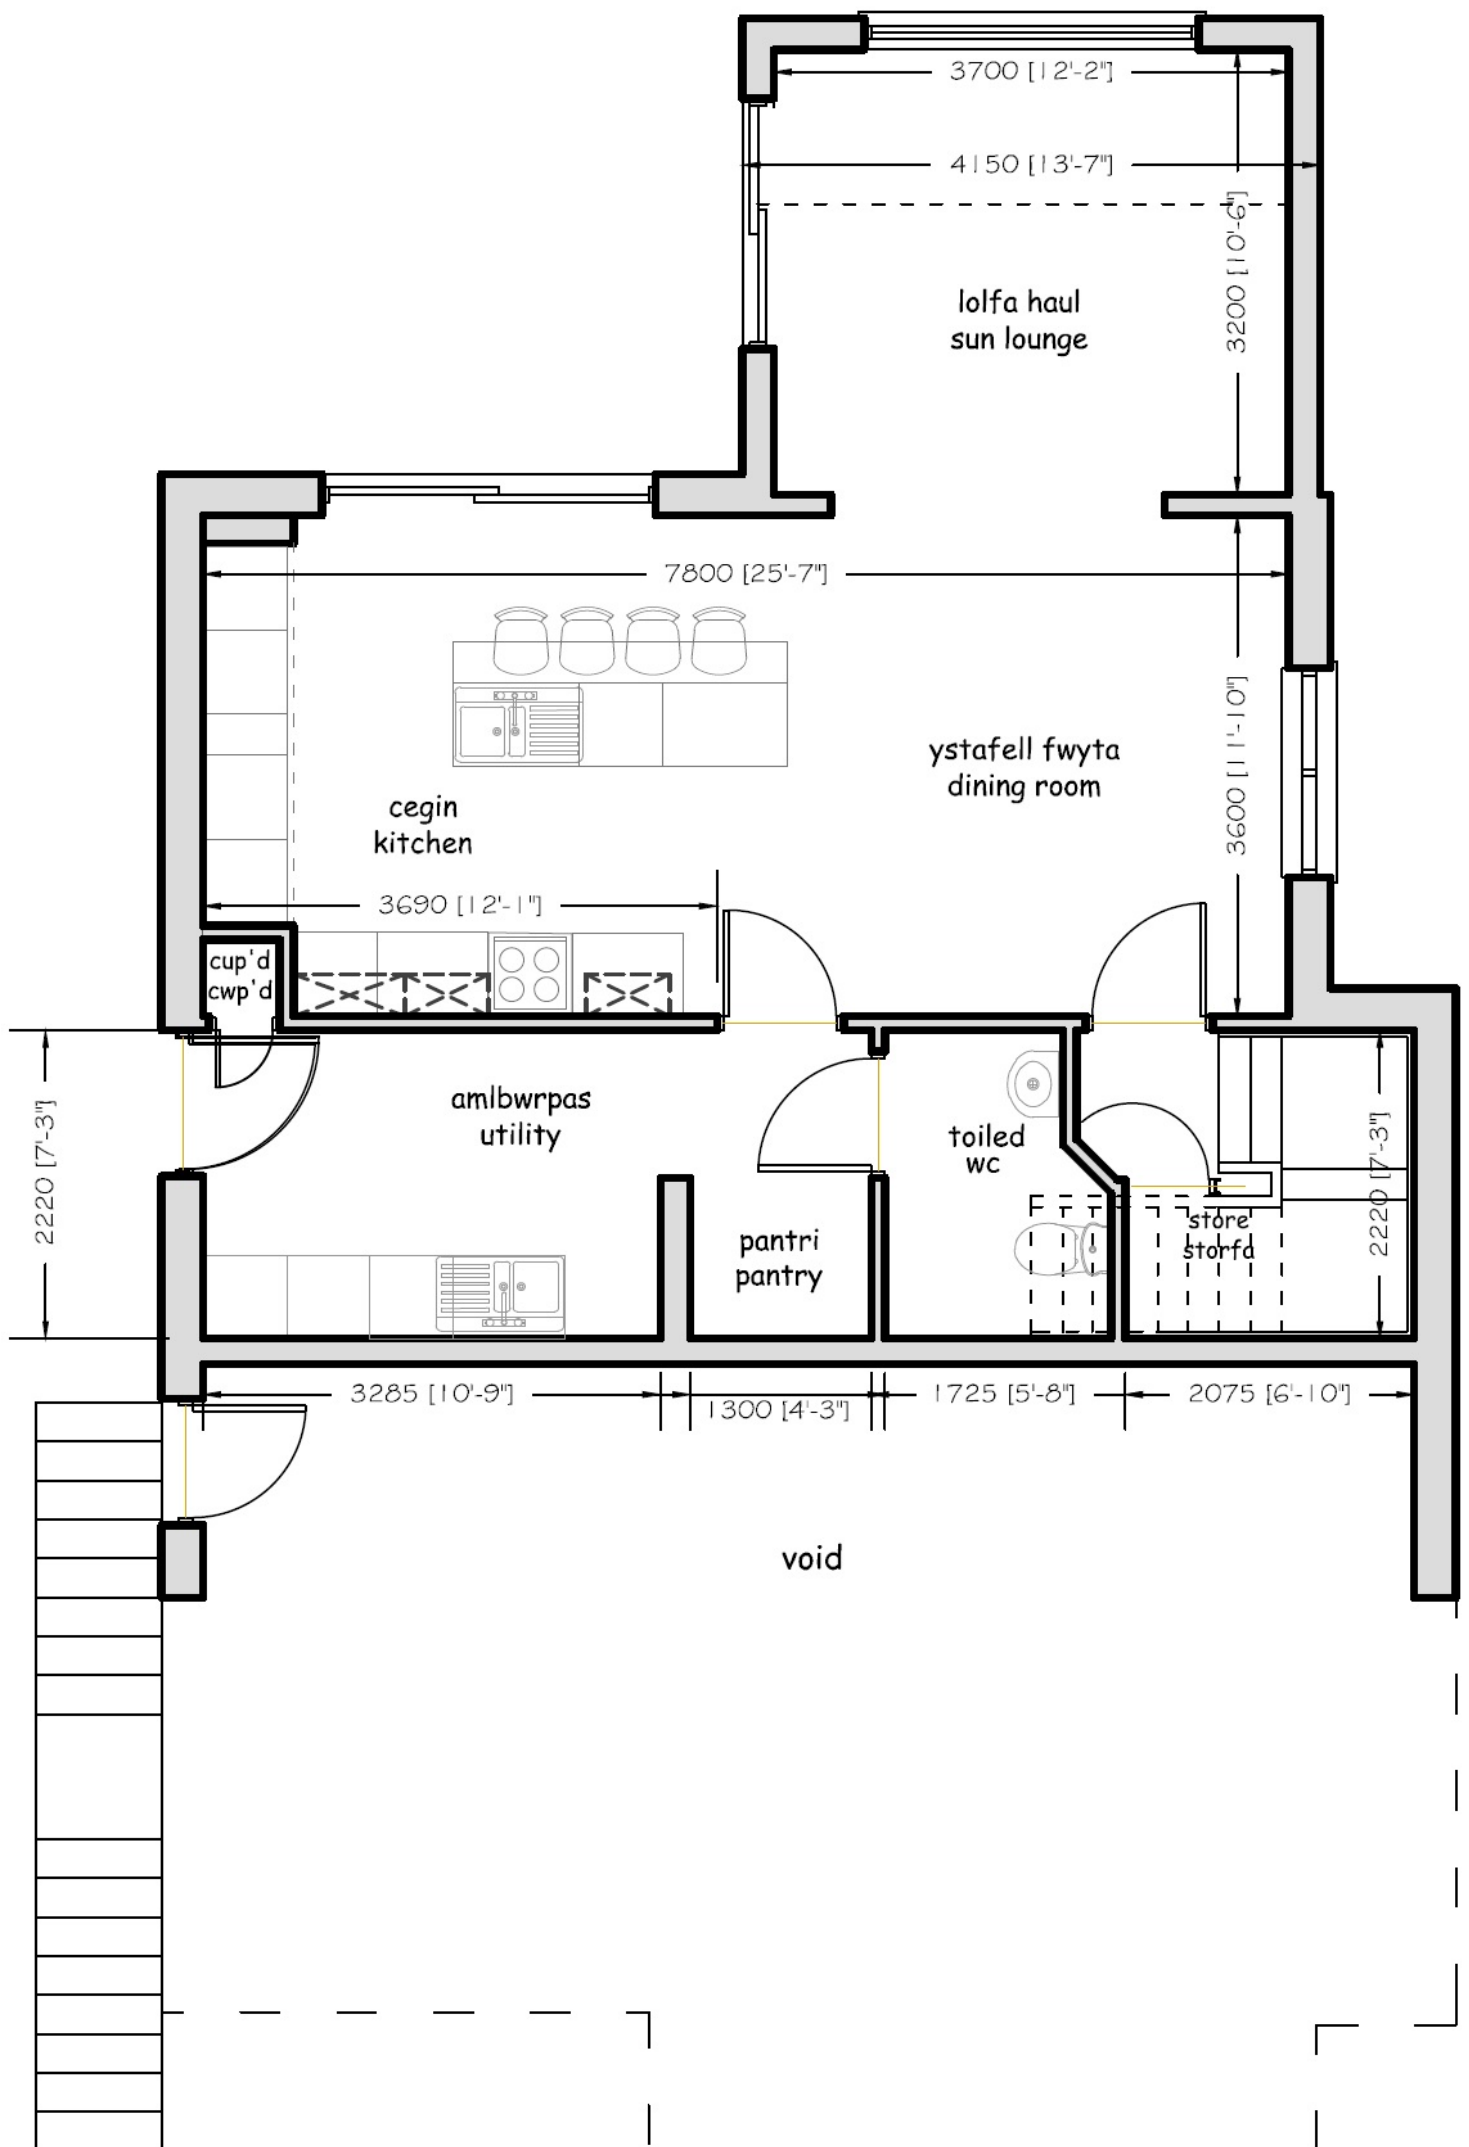 3700 [12'-2"]
4150 [13'-7"]
3200 [10'-6"]
lolfa haul
sun lounge
7800 [25'-7"]
3600 [11'-10"]
ystafell fwyta
dining room
cegin
kitchen
3690 [12'-1"]
cup'd
cwp'd
2220 [7'-3"]
amlbwrpas
utility
toiled
wc
2220 [7'-3"]
store
storfa
pantri
pantry
3285 [10'-9"]
1300 [4'-3"]
1725 [5'-8"]
2075 [6'-10"]
void